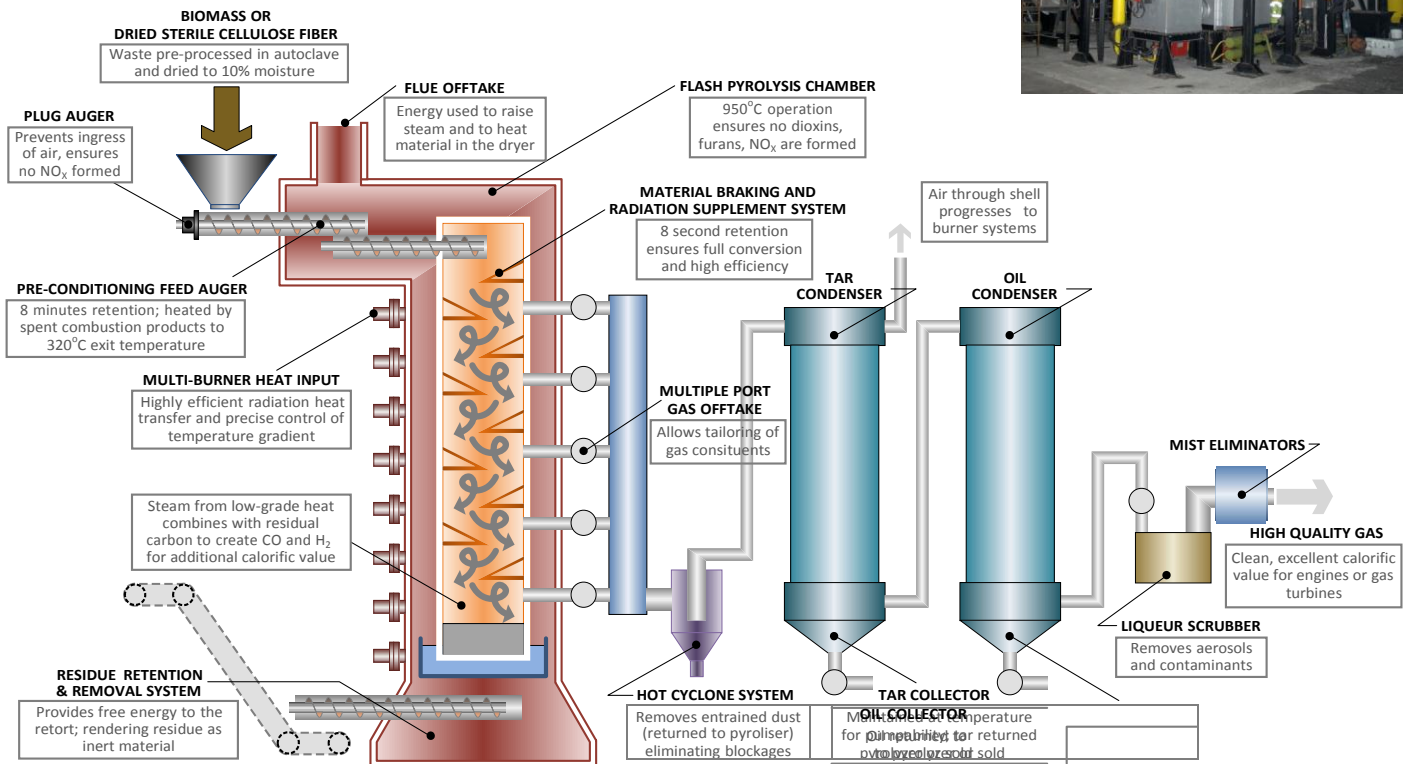 BIOMASS OR
DRIED STERILE CELLULOSE FIBER
Waste pre-processed in autoclave
and dried to 10% moisture
PLUG AUGER
Prevents ingress
of air, ensures
no NOX formed
FLUE OFFTAKE
Energy used to raise
steam and to heat
material in the dryer
FLASH PYROLYSIS CHAMBER
950°C operation
ensures no dioxins,
furans, NOX are formed
MATERIAL BRAKING AND
RADIATION SUPPLEMENT SYSTEM
8 second retention
ensures full conversion
and high efficiency
Air through shell
progresses to
burner systems
TAR
CONDENSER
OIL
CONDENSER
PRE-CONDITIONING FEED AUGER
8 minutes retention; heated by
spent combustion products to
320°C exit temperature
MULTI-BURNER HEAT INPUT
Highly efficient radiation heat
transfer and precise control of
temperature gradient
MULTIPLE PORT
GAS OFFTAKE
Allows tailoring of
gas consituents
MIST ELIMINATORS
Steam from low-grade heat
combines with residual
carbon to create CO and H2
for additional calorific value
HIGH QUALITY GAS
Clean, excellent calorific
value for engines or gas
turbines
LIQUEUR SCRUBBER
Removes aerosols
and contaminants
RESIDUE RETENTION
& REMOVAL SYSTEM
Provides free energy to the
retort; rendering residue as
inert material
HOT CYCLONE SYSTEM
Removes entrained dust
(returned to pyroliser)
eliminating blockages
TAR COLLECTOR
OIL COLLECTOR
Maintained at temperature
for pumpability; tar returned